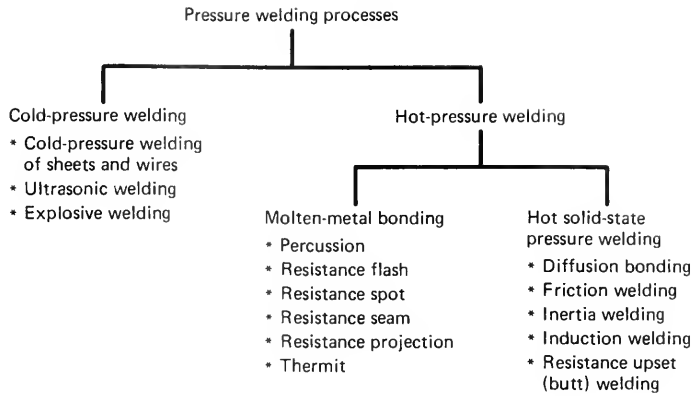 Pressure welding processes
Cold-pressure welding
* Cold-pressure welding
of sheets and wires
* Ultrasonic welding
* Explosive welding
Hot-pressure welding
Molten-metal bonding
* Percussion
* Resistance flash
* Resistance spot
* Resistance seam
* Resistance projection
* Thermit
Hot solid-state
pressure welding
* Diffusion bonding
* Friction welding
* Inertia welding
* Induction welding
* Resistance upset
(butt) welding